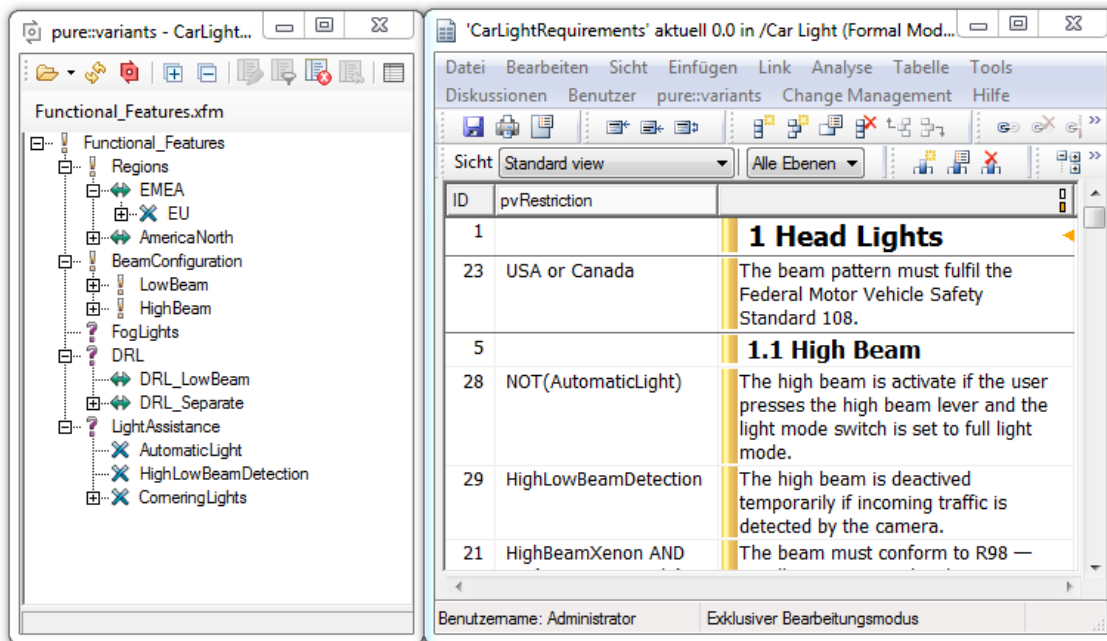 pure::variants - CarLight...
Functional_Features.xfm
Functional_Features
Regions
EMEA
EU
AmericaNorth
BeamConfiguration
LowBeam
HighBeam
FogLights
DRL
DRL_LowBeam
DRL_Separate
LightAssistance
AutomaticLight
HighLowBeamDetection
CorneringLights
'CarLightRequirements' aktuell 0.0 in /Car Light (Formal Mod...
Datei Bearbeiten Sicht Einfügen Link Analyse Tabelle Tools
Diskussionen Benutzer pure::variants Change Management Hilfe
Sicht Standard view Alle Ebenen
ID pvRestriction
1 1 Head Lights
23 USA or Canada The beam pattern must fulfil the
Federal Motor Vehicle Safety
Standard 108.
5 1.1 High Beam
28 NOT(AutomaticLight) The high beam is activate if the user
presses the high beam lever and the
light mode switch is set to full light
mode.
29 HighLowBeamDetection The high beam is deactived
temporarily if incoming traffic is
detected by the camera.
21 HighBeamXenon AND The beam must conform to R98 —
Benutzername: Administrator Exklusiver Bearbeitungsmodus